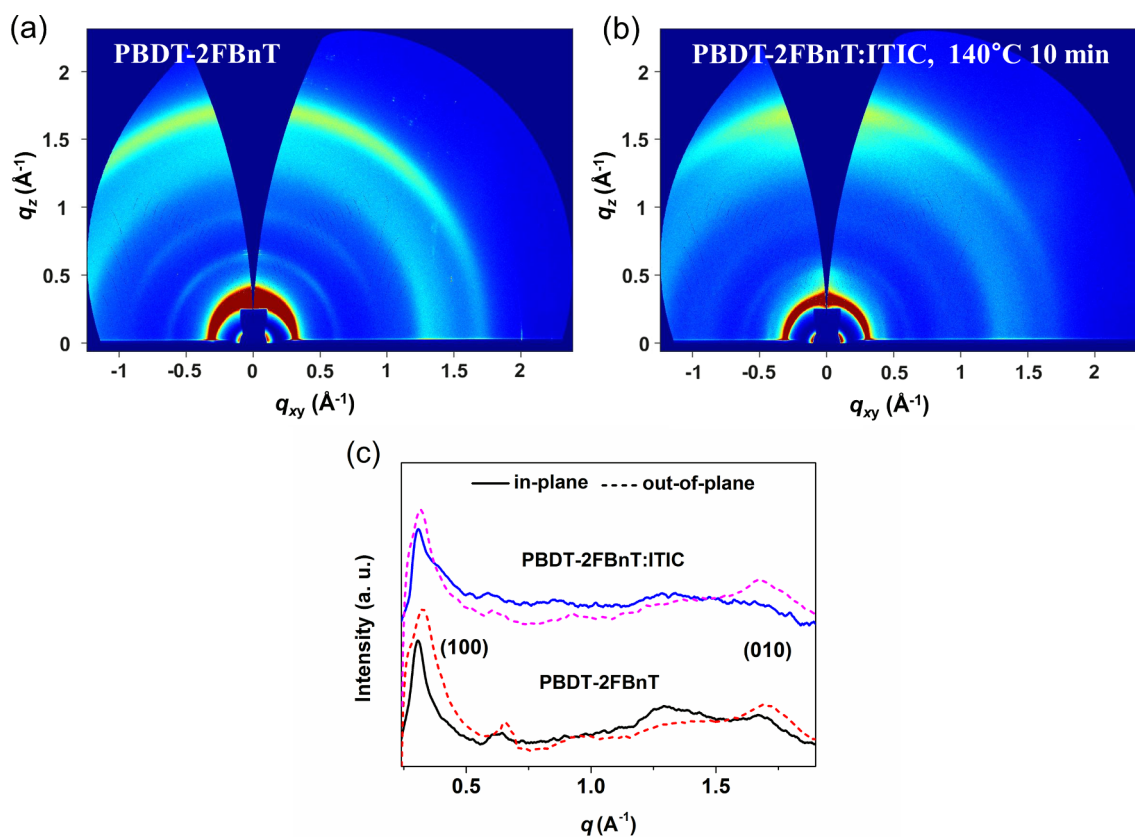 (a)
PBDT-2FBnT
2
1.5
1
0.5
0
qz (Å-1)
-1 -0.5 0 0.5 1 1.5 2
qxy (Å-1)
(b)
PBDT-2FBnT:ITIC, 140°C 10 min
2
1.5
1
0.5
0
qz (Å-1)
-1 -0.5 0 0.5 1 1.5 2
qxy (Å-1)
(c)
in-plane out-of-plane
PBDT-2FBnT:ITIC
(100) (010)
PBDT-2FBnT
Intensity (a. u.)
0.5 1.0 1.5
q (A-1)